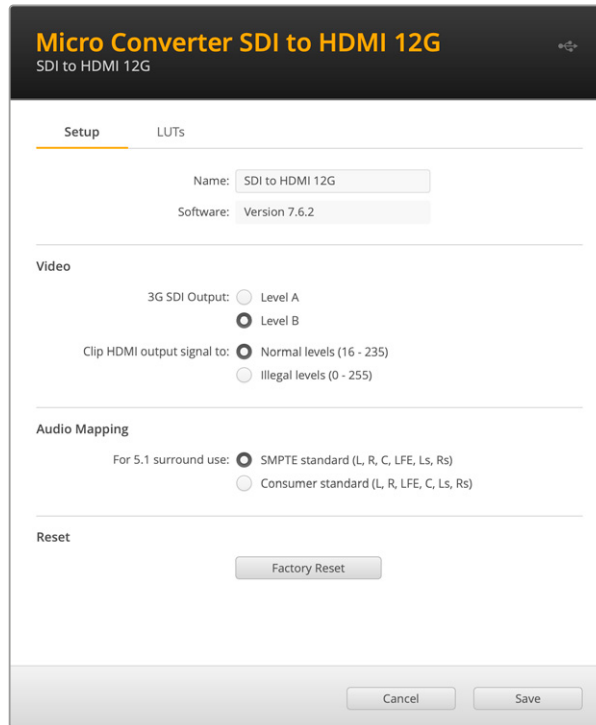 Micro Converter SDI to HDMI 12G
SDI to HDMI 12G
Setup LUTs
Name: SDI to HDMI 12G
Software: Version 7.6.2
Video
3G SDI Output: Level A
Level B
Clip HDMI output signal to: Normal levels (16 - 235)
Illegal levels (0 - 255)
Audio Mapping
For 5.1 surround use: SMPTE standard (L, R, C, LFE, Ls, Rs)
Consumer standard (L, R, LFE, C, Ls, Rs)
Reset
Factory Reset
Cancel Save